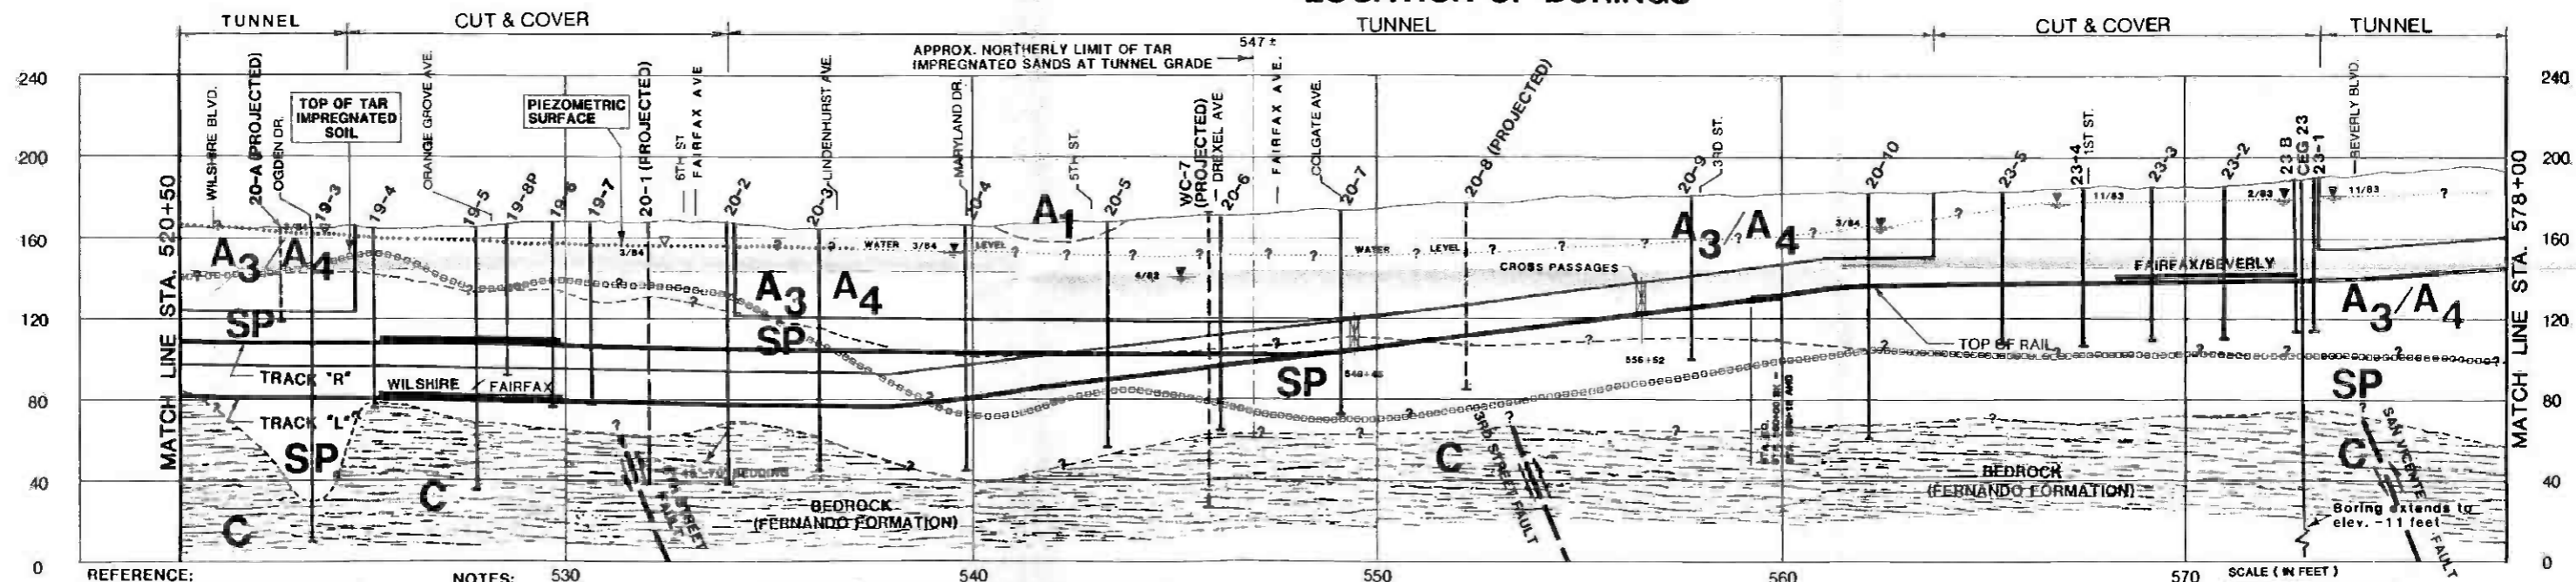 LOCATION OF BORINGS
TUNNEL
CUT & COVER
TUNNEL
CUT & COVER
TUNNEL
APPROX. NORTHERLY LIMIT OF TAR
IMPREGNATED SANDS AT TUNNEL GRADE
547 ±
240
200
160
120
80
40
0
MATCH LINE STA. 520+50
WILSHIRE BLVD.
20-A (PROJECTED)
OGDEN DR.
19-3
TOP OF TAR
IMPREGNATED
SOIL
19-4
ORANGE GROVE AVE.
19-5
19-8P
19-6
19-7
PIEZOMETRIC
SURFACE
20-1 (PROJECTED)
6TH ST
FAIRFAX AVE
20-2
20-3
LINDENHURST AVE.
MARYLAND DR.
20-4
5TH ST.
20-5
WC-7
(PROJECTED)
DREXEL AVE
20-6
FAIRFAX AVE.
COLGATE AVE.
20-7
20-8 (PROJECTED)
20-9
3RD ST.
20-10
23-5
23-4
1ST ST.
23-3
23-2
23 B
CEG 23
23-1
BEVERLY BLVD.
MATCH LINE STA. 578+00
240
200
160
120
80
40
0
A3 A4
SP
3/84
WATER 3/84 LEVEL
A1
A3 A4
SP
4/82
WATER LEVEL
A3/A4
3/84
11/83
2/83
11/83
CROSS PASSAGES
FAIRFAX/BEVERLY
A3/A4
TRACK "R"
WILSHIRE / FAIRFAX
TRACK "L"
SP
556+52
TOP OF RAIL
SP
SP
C
C
BEDROCK
(FERNANDO FORMATION)
C
3RD STREET FAULT
BEDROCK
(FERNANDO FORMATION)
C
SAN VICENTE FAULT
Boring extends to
elev. -11 feet
REFERENCE:
NOTES:
530
540
550
560
570
SCALE (IN FEET)